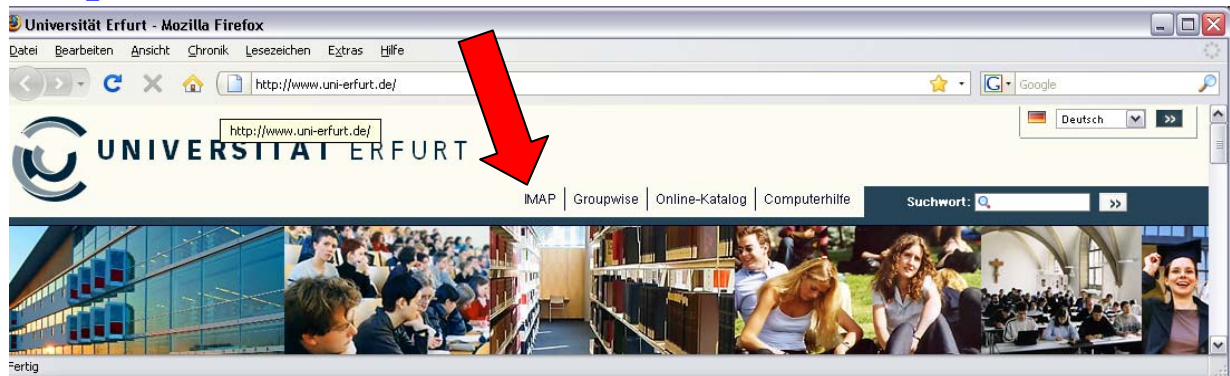 Universität Erfurt - Mozilla Firefox
Datei Bearbeiten Ansicht Chronik Lesezeichen Extras Hilfe
http://www.uni-erfurt.de/
G Google
http://www.uni-erfurt.de/
Deutsch »
UNIVERSITÄT ERFURT
IMAP | Groupwise | Online-Katalog | Computerhilfe
Suchwort: »
Fertig